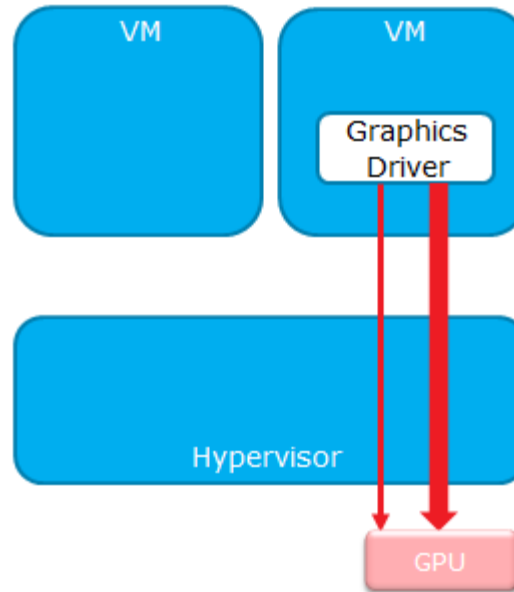 VM
VM
Graphics
Driver
Hypervisor
GPU